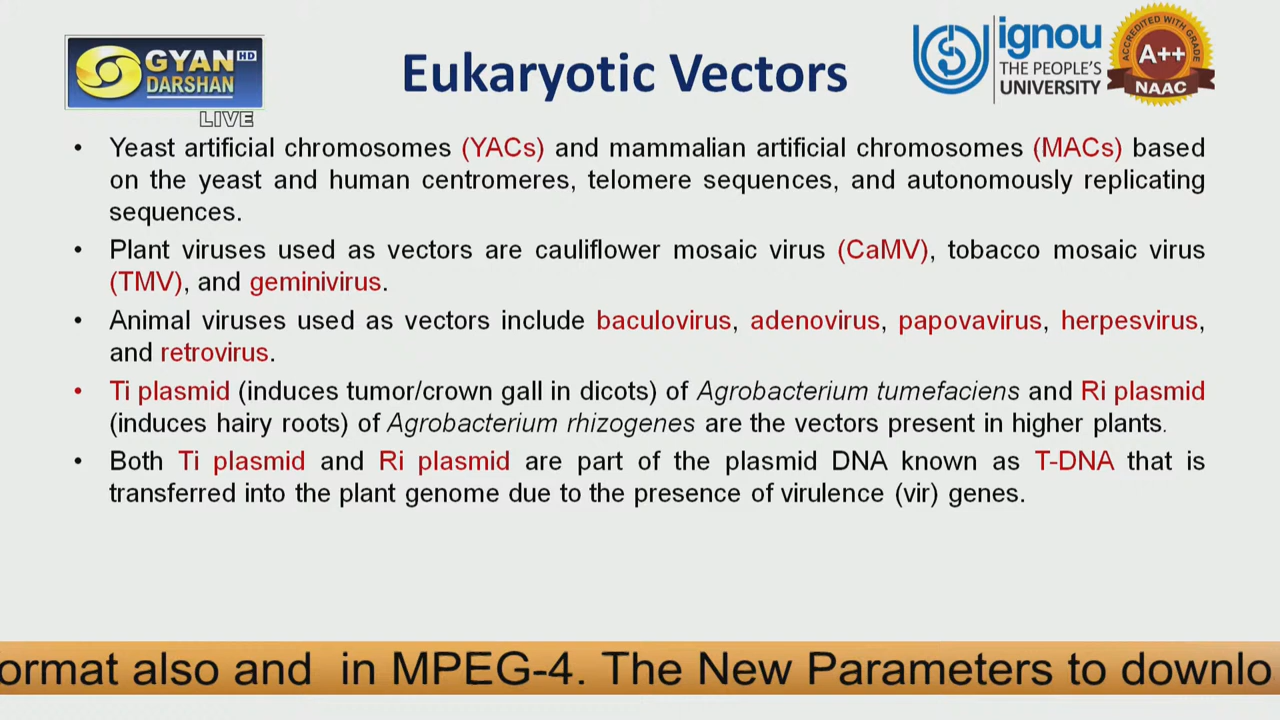 GYAN HD
DARSHAN
LIVE
Eukaryotic Vectors
ignou
THE PEOPLE'S
UNIVERSITY
ACCREDITED WITH GRADE
A++
NAAC
• Yeast artificial chromosomes (YACs) and mammalian artificial chromosomes (MACs) based
on the yeast and human centromeres, telomere sequences, and autonomously replicating
sequences.
• Plant viruses used as vectors are cauliflower mosaic virus (CaMV), tobacco mosaic virus
(TMV), and geminivirus.
• Animal viruses used as vectors include baculovirus, adenovirus, papovavirus, herpesvirus,
and retrovirus.
• Ti plasmid (induces tumor/crown gall in dicots) of Agrobacterium tumefaciens and Ri plasmid
(induces hairy roots) of Agrobacterium rhizogenes are the vectors present in higher plants.
• Both Ti plasmid and Ri plasmid are part of the plasmid DNA known as T-DNA that is
transferred into the plant genome due to the presence of virulence (vir) genes.
ormat also and in MPEG-4. The New Parameters to downlo